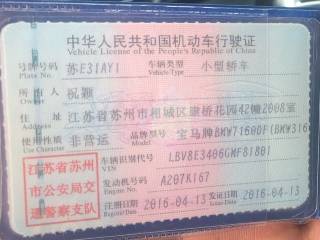 中华人民共和国机动车行驶证
Vehicle License of the People's Republic of China
号牌号码 苏E31AY1 车辆类型 小型轿车
Plate No. Vehicle Type
所有人 祝颖
Owner
住址 江苏省苏州市相城区康桥花园42幢2008室
Address
使用性质 非营运 品牌型号 宝马牌BMW7160DF(BMW316
Use Character Model
江苏省苏州
市公安局交
通警察支队
车辆识别代号 LBV8E3406GMF81801
VIN
发动机号码 A207K167
Engine No.
注册日期 2016-04-13 发证日期 2016-04-13
Register Date Issue Date